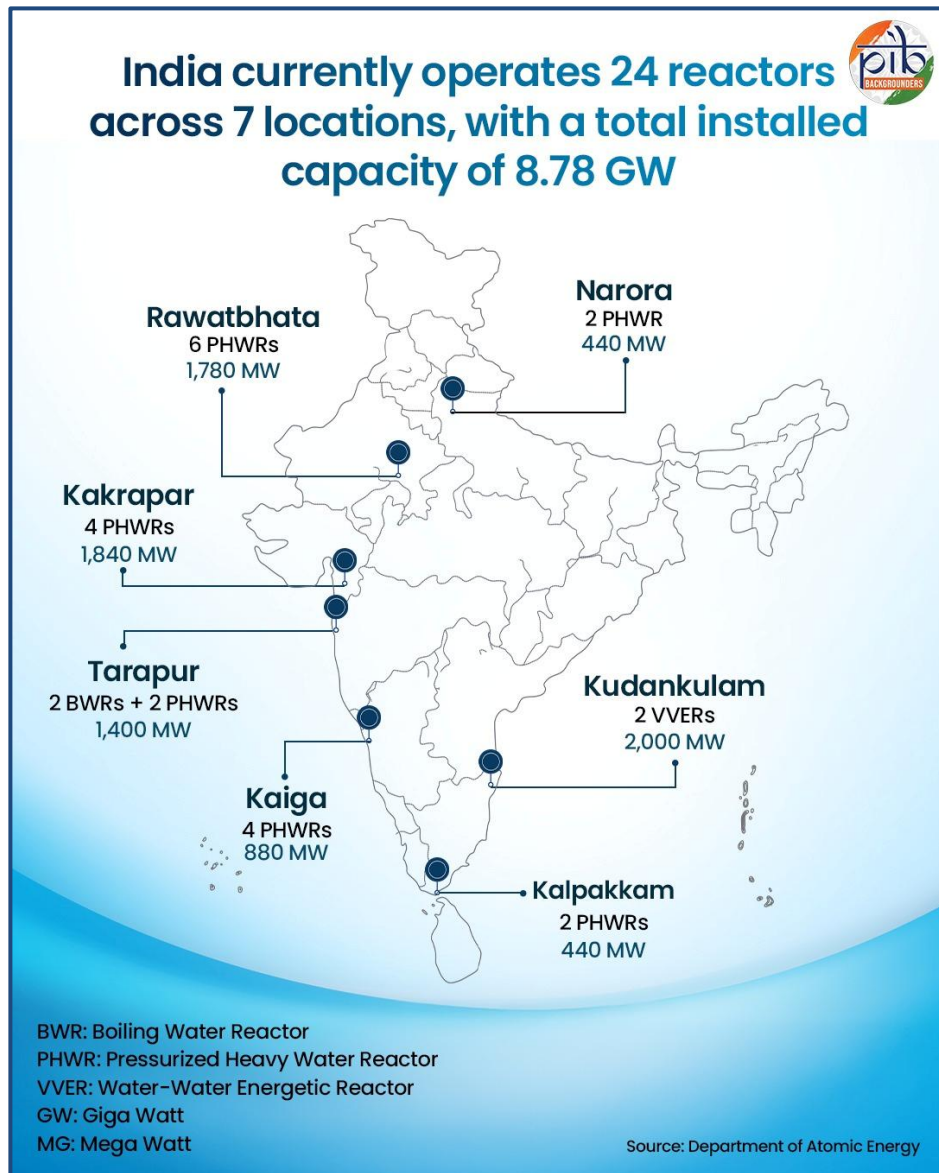 India currently operates 24 reactors
across 7 locations, with a total installed
capacity of 8.78 GW
pib
BACKGROUNDERS
Narora
2 PHWR
440 MW
Rawatbhata
6 PHWRs
1,780 MW
Kakrapar
4 PHWRs
1,840 MW
Tarapur
2 BWRs + 2 PHWRs
1,400 MW
Kudankulam
2 VVERs
2,000 MW
Kaiga
4 PHWRs
880 MW
Kalpakkam
2 PHWRs
440 MW
BWR: Boiling Water Reactor
PHWR: Pressurized Heavy Water Reactor
VVER: Water-Water Energetic Reactor
GW: Giga Watt
MG: Mega Watt
Source: Department of Atomic Energy